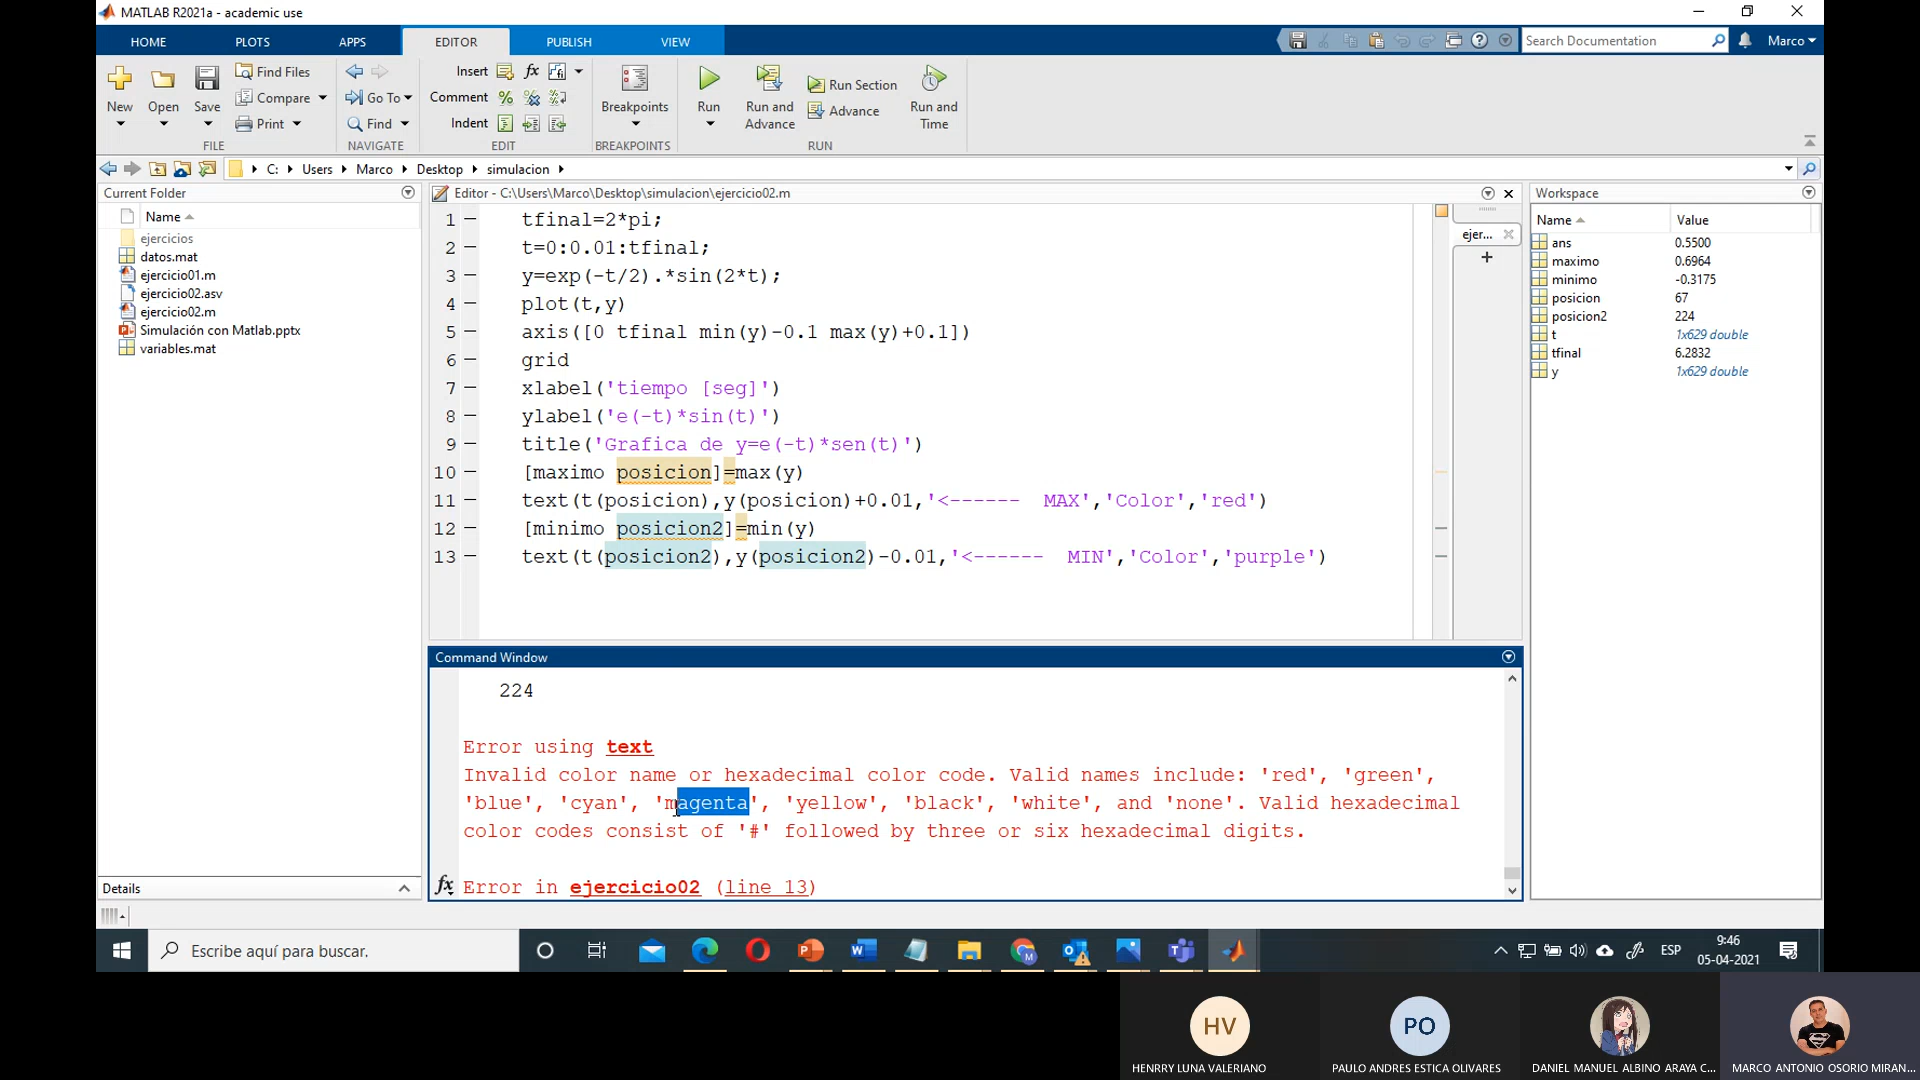 MATLAB R2021a - academic use
HOME PLOTS APPS EDITOR PUBLISH VIEW
Search Documentation
Marco
New
Open
Save
Find Files
Compare
Print
FILE
Go To
Find
NAVIGATE
Insert
Comment
Indent
EDIT
fx
Breakpoints
BREAKPOINTS
Run
Run and Advance
Run Section
Advance
Run and Time
RUN
C: Users Marco Desktop simulacion
Current Folder
Name
ejercicios
datos.mat
ejercicio01.m
ejercicio02.asv
ejercicio02.m
Simulación con Matlab.pptx
variables.mat
Details
Editor - C:\Users\Marco\Desktop\simulacion\ejercicio02.m
ejer...
1 tfinal=2*pi;
2 t=0:0.01:tfinal;
3 y=exp(-t/2).*sin(2*t);
4 plot(t,y)
5 axis([0 tfinal min(y)-0.1 max(y)+0.1])
6 grid
7 xlabel('tiempo [seg]')
8 ylabel('e(-t)*sin(t)')
9 title('Grafica de y=e(-t)*sen(t)')
10 [maximo posicion]=max(y)
11 text(t(posicion),y(posicion)+0.01,'<------  MAX','Color','red')
12 [minimo posicion2]=min(y)
13 text(t(posicion2),y(posicion2)-0.01,'<------  MIN','Color','purple')
Command Window
224
Error using text
Invalid color name or hexadecimal color code. Valid names include: 'red', 'green',
'blue', 'cyan', 'magenta', 'yellow', 'black', 'white', and 'none'. Valid hexadecimal
color codes consist of '#' followed by three or six hexadecimal digits.
fx Error in ejercicio02 (line 13)
Workspace
Name Value
ans 0.5500
maximo 0.6964
minimo -0.3175
posicion 67
posicion2 224
t 1x629 double
tfinal 6.2832
y 1x629 double
Escribe aquí para buscar.
ESP
9:46
05-04-2021
HV
HENRRY LUNA VALERIANO
PO
PAULO ANDRES ESTICA OLIVARES
DANIEL MANUEL ALBINO ARAYA C...
MARCO ANTONIO OSORIO MIRAN...